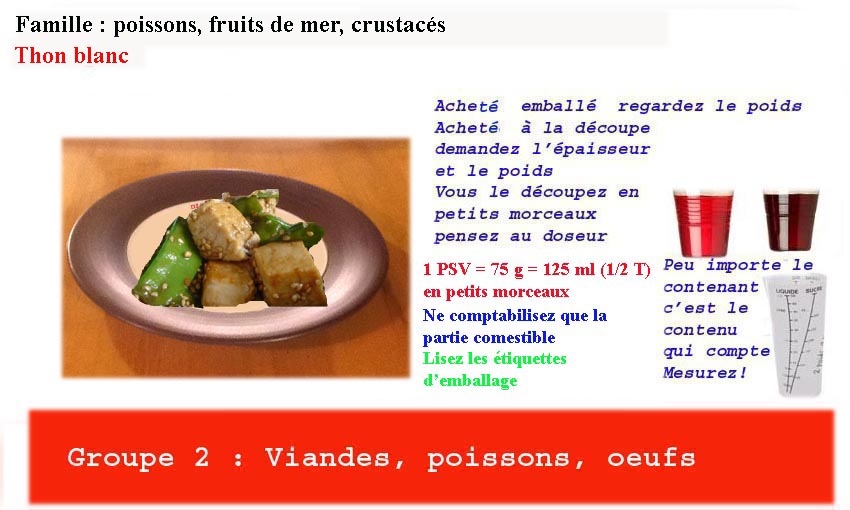 Famille : poissons, fruits de mer, crustacés
Thon blanc
Acheté emballé regardez le poids
Acheté à la découpe
demandez l'épaisseur
et le poids
Vous le découpez en
petits morceaux
pensez au doseur
1 PSV = 75 g = 125 ml (1/2 T)
en petits morceaux
Ne comptabilisez que la
partie comestible
Lisez les étiquettes
d'emballage
Peu importe le
contenant
c'est le
contenu
qui compte
Mesurez!
LIQUIDE SUCRE
Groupe 2 : Viandes, poissons, oeufs